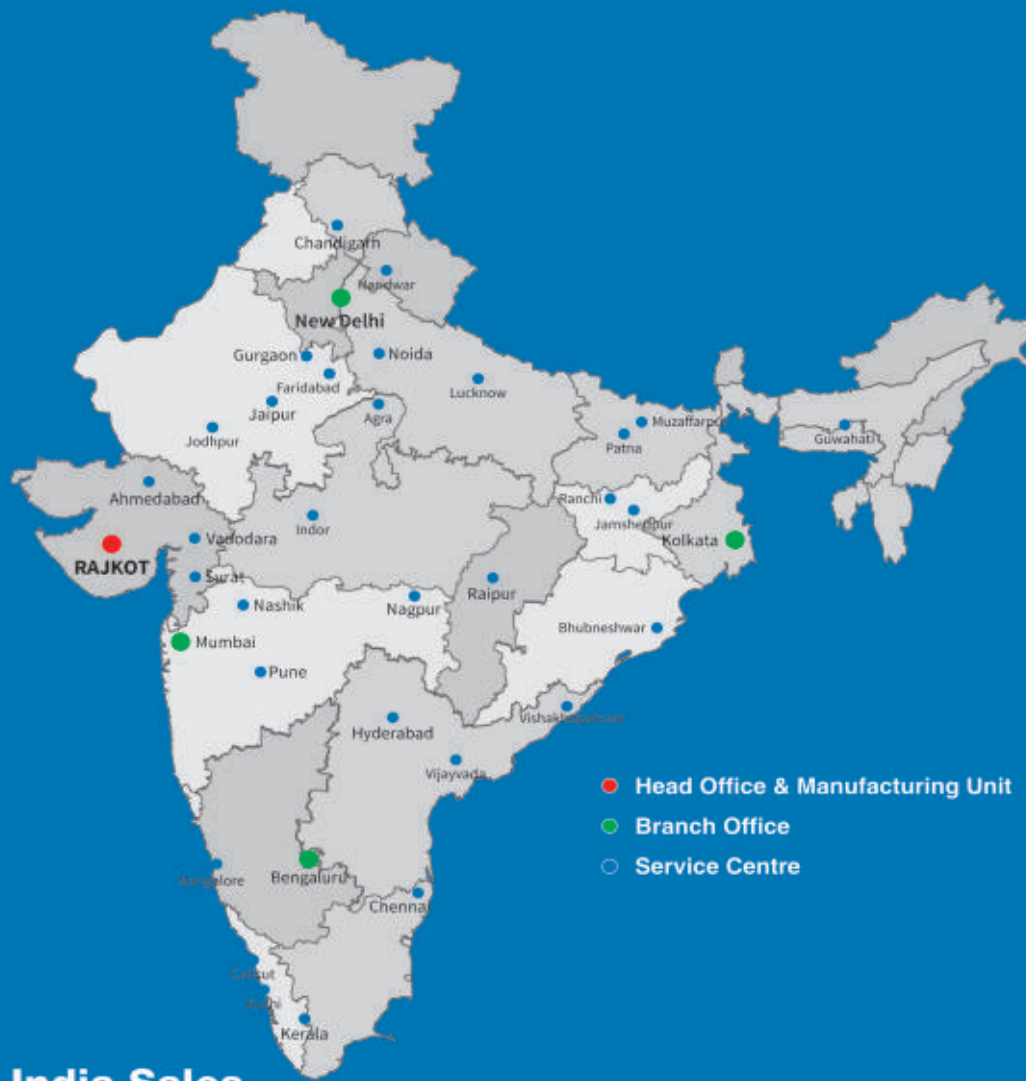 Chandigarh
Haridwar
New Delhi
Gurgaon
Noida
Faridabad
Lucknow
Jaipur
Agra
Jodhpur
Muzaffarpur
Patna
Guwahati
Ahmedabad
Ranchi
Indor
Jamshedpur
Vadodara
Kolkata
RAJKOT
Surat
Raipur
Nashik
Nagpur
Bhubneshwar
Mumbai
Pune
Vishakhapatnam
Hyderabad
Vijayvada
Head Office & Manufacturing Unit
Branch Office
Service Centre
Mangalore
Bengaluru
Chennai
Kochi
Kerala
India Sales